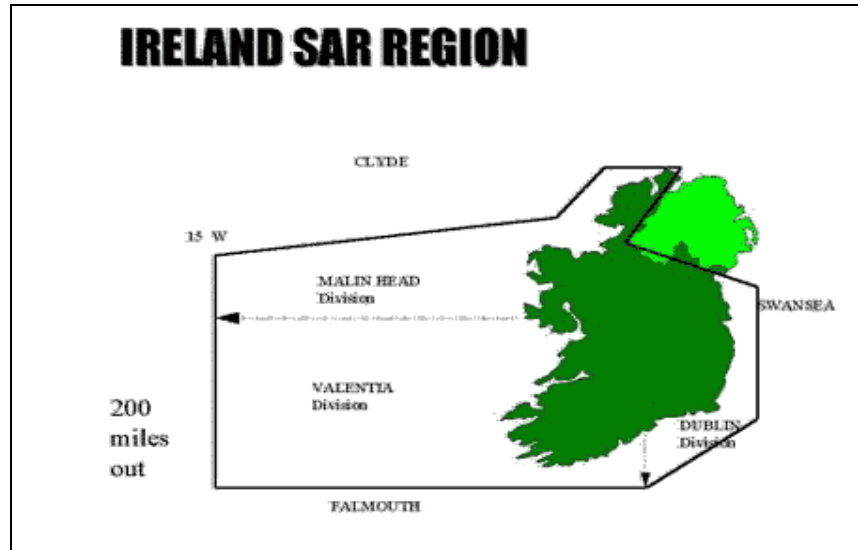 IRELAND SAR REGION
CLYDE
15 W
MALIN HEAD
Division
SWANSEA
VALENTIA
Division
200
miles
out
DUBLIN
Division
FALMOUTH